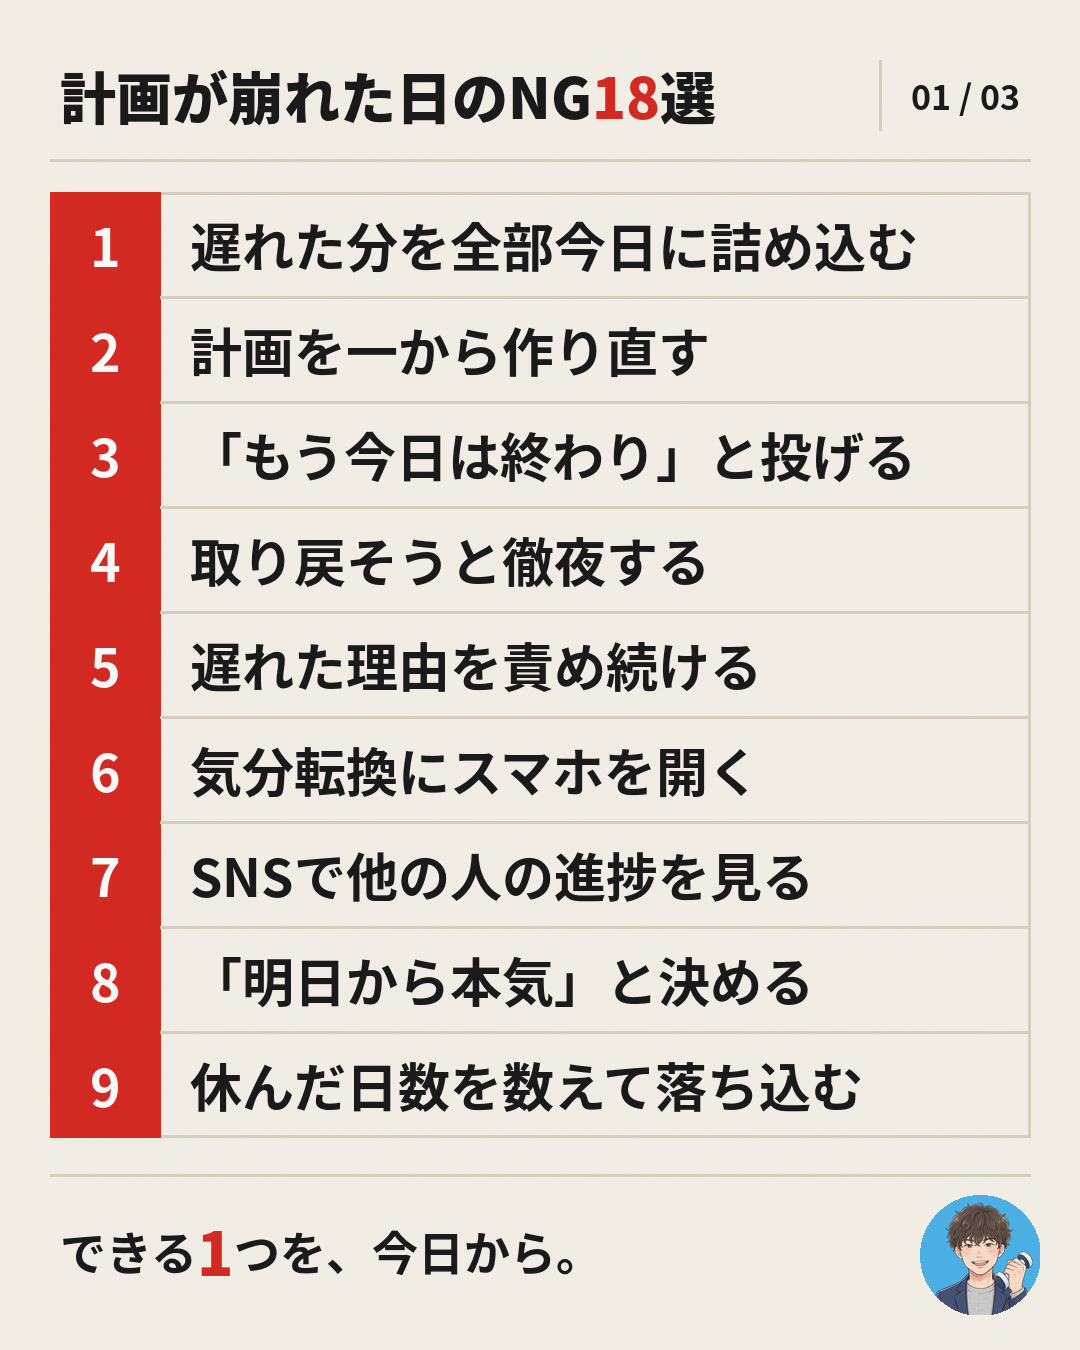 計画が崩れた日のNG18選
01 / 03
1 遅れた分を全部今日に詰め込む
2 計画を一から作り直す
3 「もう今日は終わり」と投げる
4 取り戻そうと徹夜する
5 遅れた理由を責め続ける
6 気分転換にスマホを開く
7 SNSで他の人の進捗を見る
8 「明日から本気」と決める
9 休んだ日数を数えて落ち込む
できる1つを、今日から。